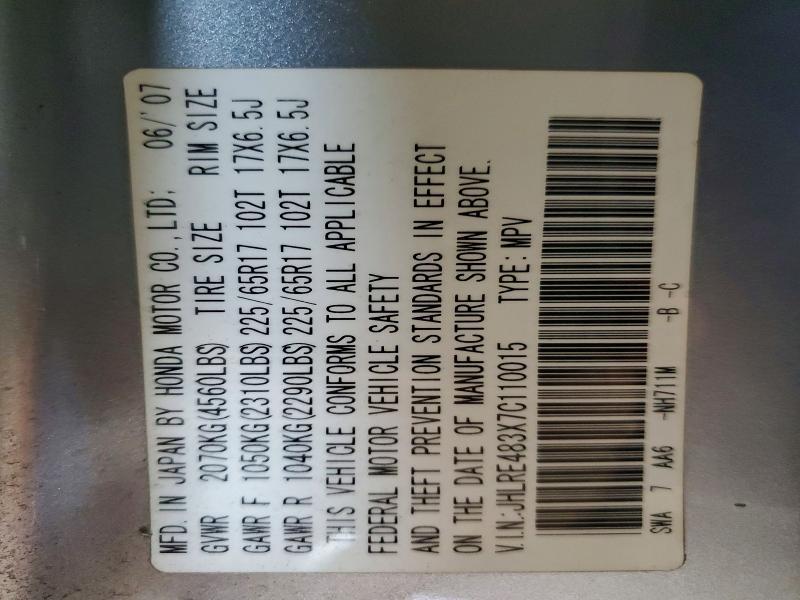 MFD. IN JAPAN BY HONDA MOTOR CO., LTD: 06/'07
GVWR 2070KG(4560LBS) TIRE SIZE RIM SIZE
GAWR F 1050KG(2310LBS)225/65R17 102T 17X6.5J
GAWR R 1040KG(2290LBS)225/65R17 102T 17X6.5J
THIS VEHICLE CONFORMS TO ALL APPLICABLE
FEDERAL MOTOR VEHICLE SAFETY
AND THEFT PREVENTION STANDARDS IN EFFECT
ON THE DATE OF MANUFACTURE SHOWN ABOVE.
V.I.N:JHLRE483X7C110015 TYPE: MPV
SWA 7 AA6 -NH711M -B -C